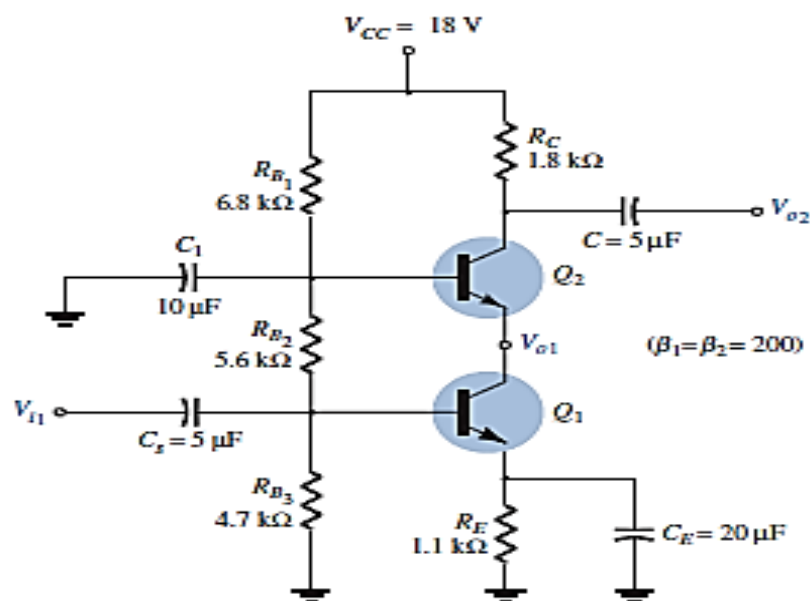 V_CC = 18 V
R_C
1.8 kΩ
R_B1
6.8 kΩ
V_o2
C = 5 μF
C_1
10 μF
Q_2
R_B2
5.6 kΩ
V_o1
(β_1 = β_2 = 200)
V_i1
C_s = 5 μF
Q_1
R_B3
4.7 kΩ
R_E
1.1 kΩ
C_E = 20 μF